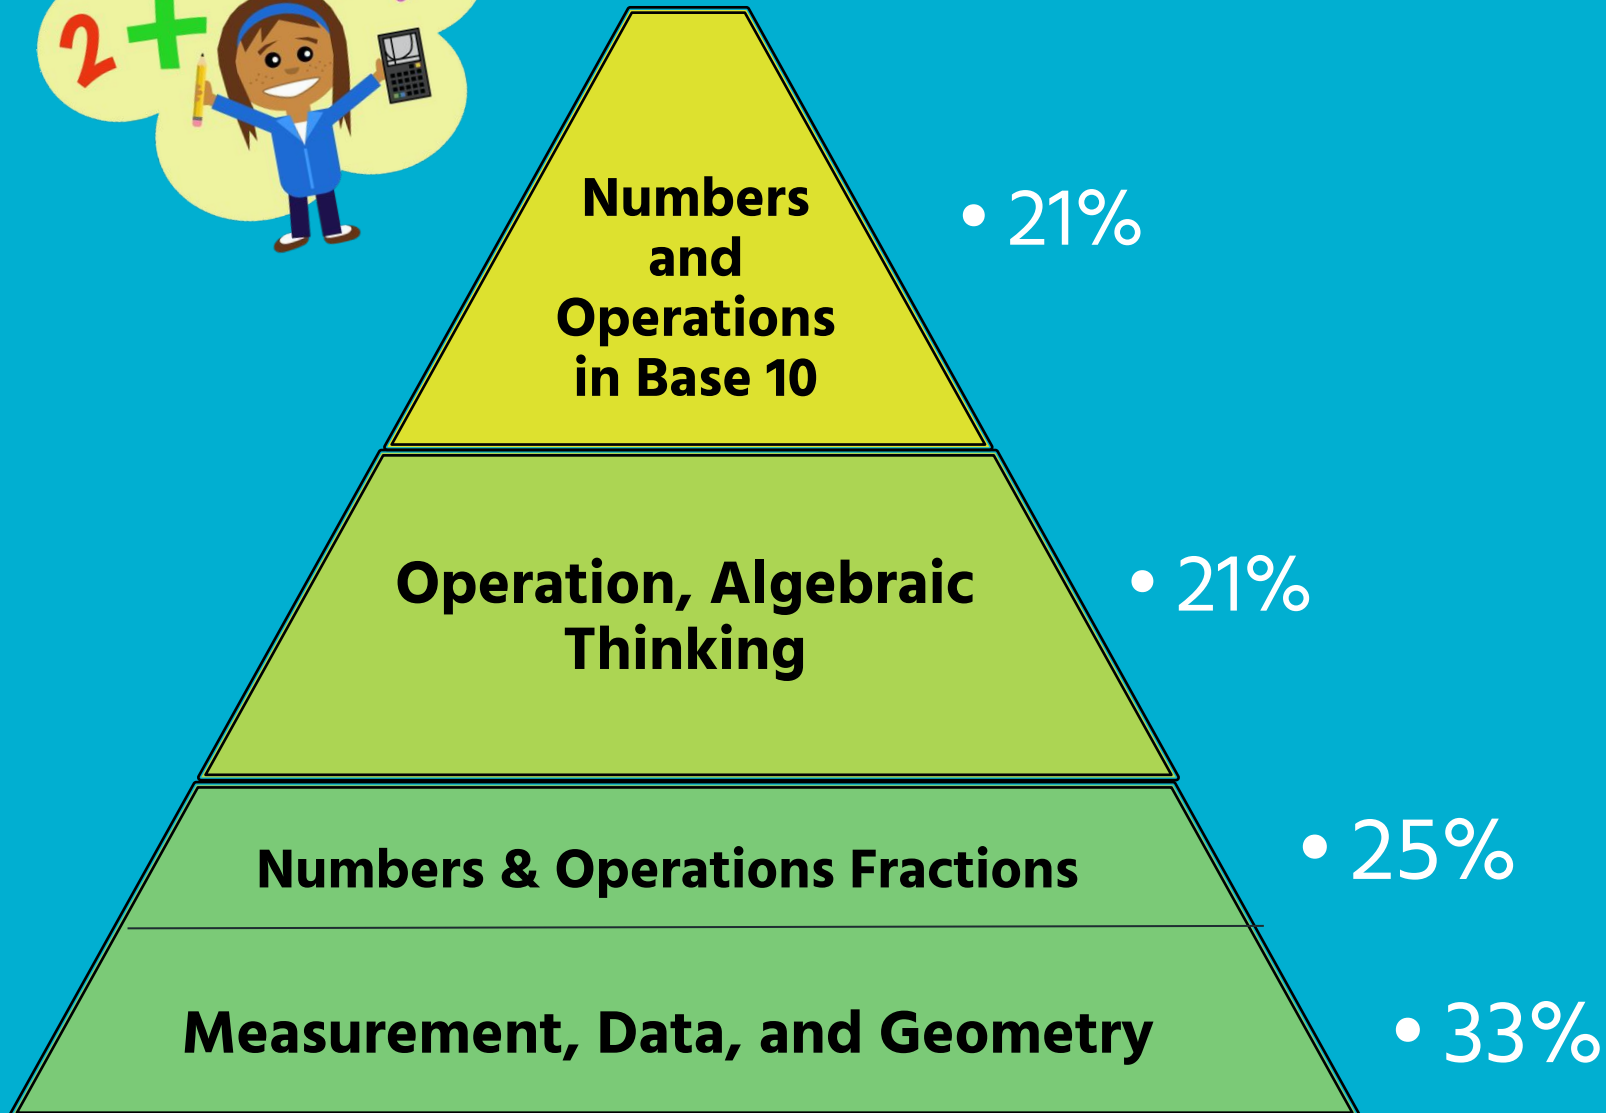 2+
Numbers
and
Operations
in Base 10
• 21%
Operation, Algebraic
Thinking
• 21%
Numbers & Operations Fractions
• 25%
Measurement, Data, and Geometry
• 33%